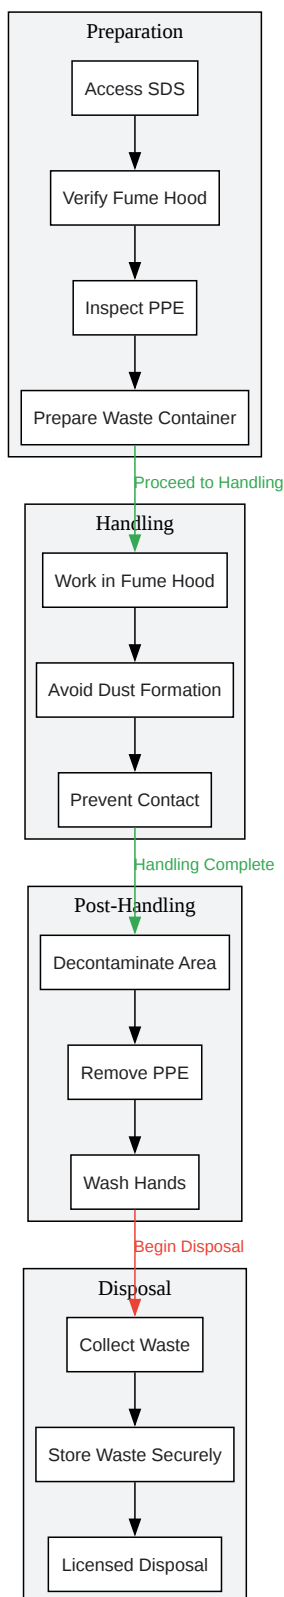 Preparation
Access SDS
Verify Fume Hood
Inspect PPE
Prepare Waste Container
Proceed to Handling
Handling
Work in Fume Hood
Avoid Dust Formation
Prevent Contact
Handling Complete
Post-Handling
Decontaminate Area
Remove PPE
Wash Hands
Begin Disposal
Disposal
Collect Waste
Store Waste Securely
Licensed Disposal